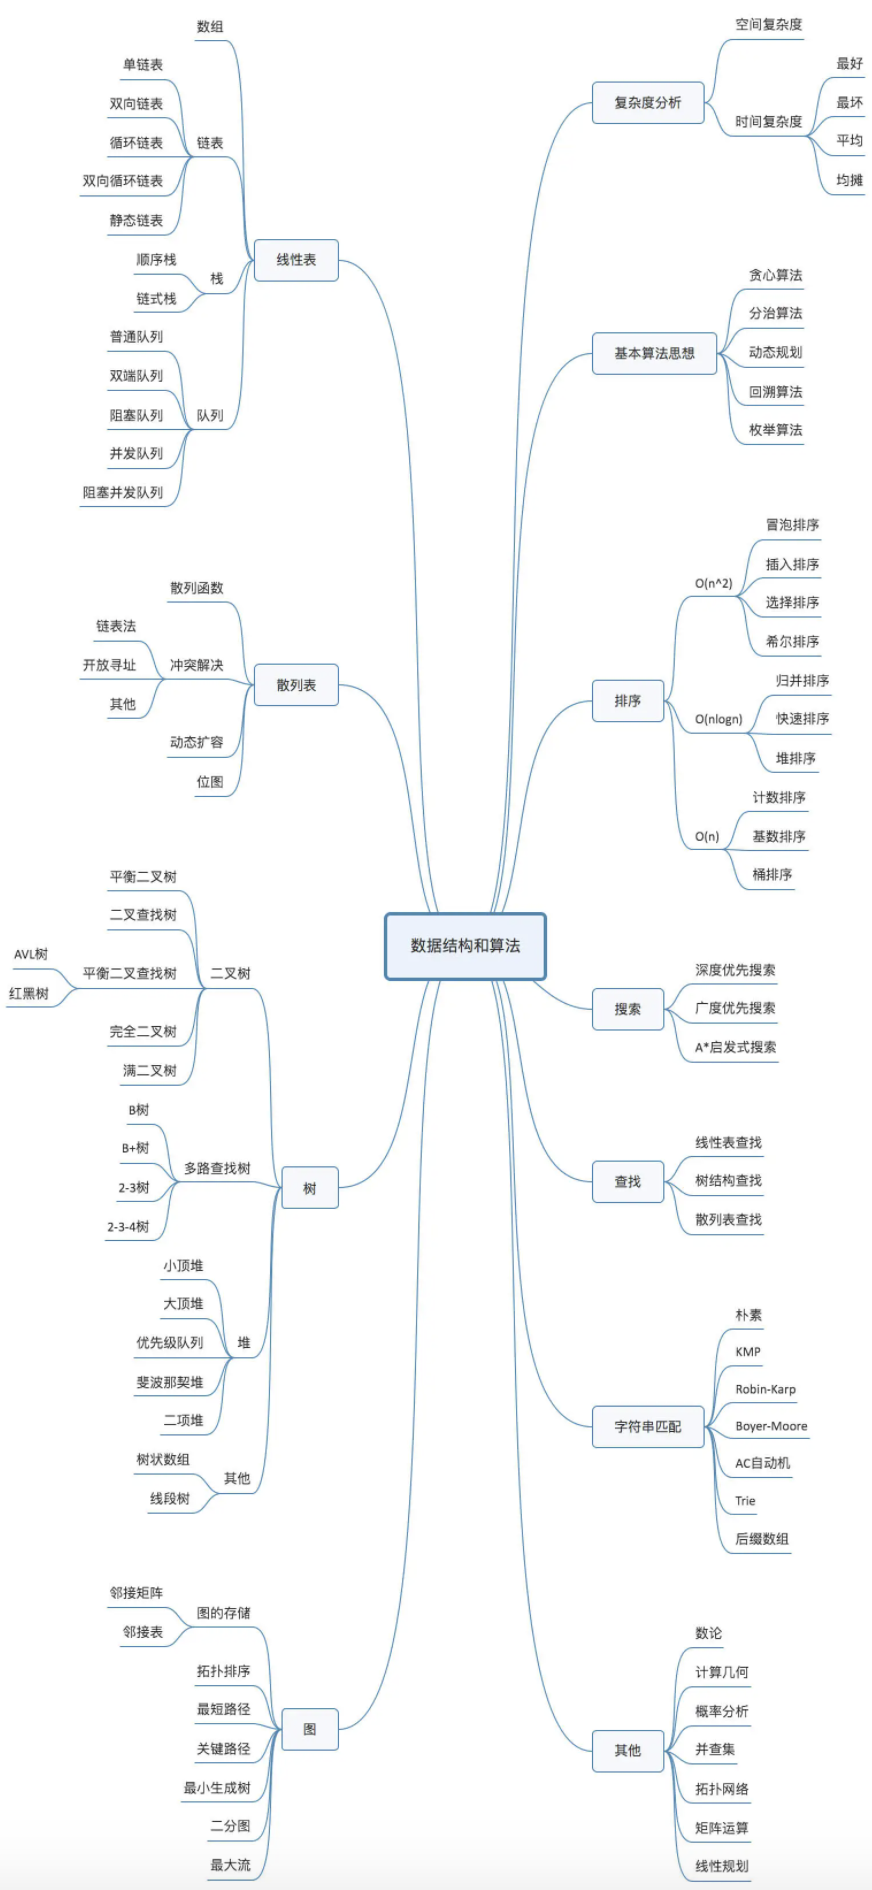 数据结构和算法
线性表
数组
链表
单链表
双向链表
循环链表
双向循环链表
静态链表
栈
顺序栈
链式栈
队列
普通队列
双端队列
阻塞队列
并发队列
阻塞并发队列
散列表
散列函数
冲突解决
链表法
开放寻址
其他
动态扩容
位图
树
二叉树
平衡二叉树
二叉查找树
平衡二叉查找树
AVL树
红黑树
完全二叉树
满二叉树
多路查找树
B树
B+树
2-3树
2-3-4树
堆
小顶堆
大顶堆
优先级队列
斐波那契堆
二项堆
其他
树状数组
线段树
图
图的存储
邻接矩阵
邻接表
拓扑排序
最短路径
关键路径
最小生成树
二分图
最大流
复杂度分析
空间复杂度
时间复杂度
最好
最坏
平均
均摊
基本算法思想
贪心算法
分治算法
动态规划
回溯算法
枚举算法
排序
O(n^2)
冒泡排序
插入排序
选择排序
希尔排序
O(nlogn)
归并排序
快速排序
堆排序
O(n)
计数排序
基数排序
桶排序
搜索
深度优先搜索
广度优先搜索
A*启发式搜索
查找
线性表查找
树结构查找
散列表查找
字符串匹配
朴素
KMP
Robin-Karp
Boyer-Moore
AC自动机
Trie
后缀数组
其他
数论
计算几何
概率分析
并查集
拓扑网络
矩阵运算
线性规划